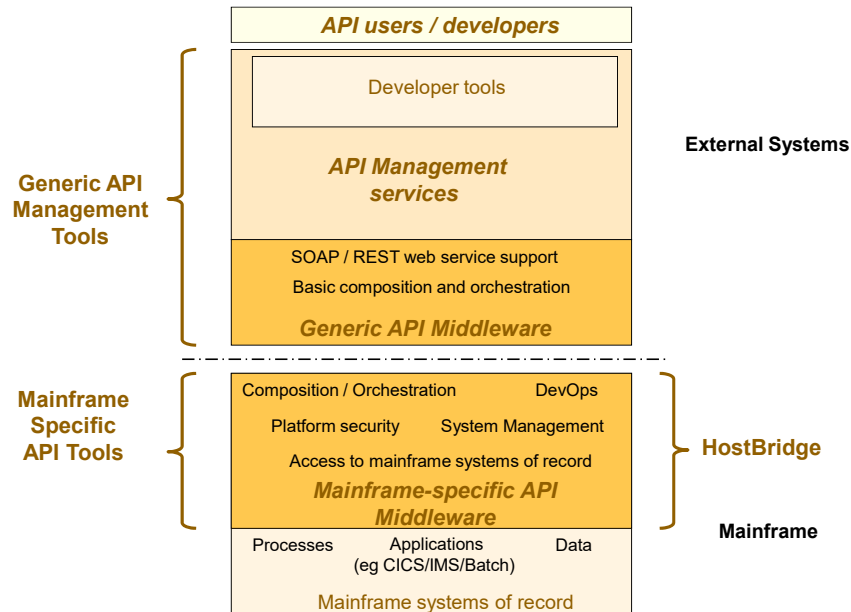 API users / developers
Developer tools
External Systems
API Management
services
Generic API
Management
Tools
SOAP / REST web service support
Basic composition and orchestration
Generic API Middleware
Mainframe
Specific
API Tools
Composition / Orchestration DevOps
Platform security System Management
Access to mainframe systems of record
Mainframe-specific API
Middleware
HostBridge
Mainframe
Processes Applications Data
(eg CICS/IMS/Batch)
Mainframe systems of record